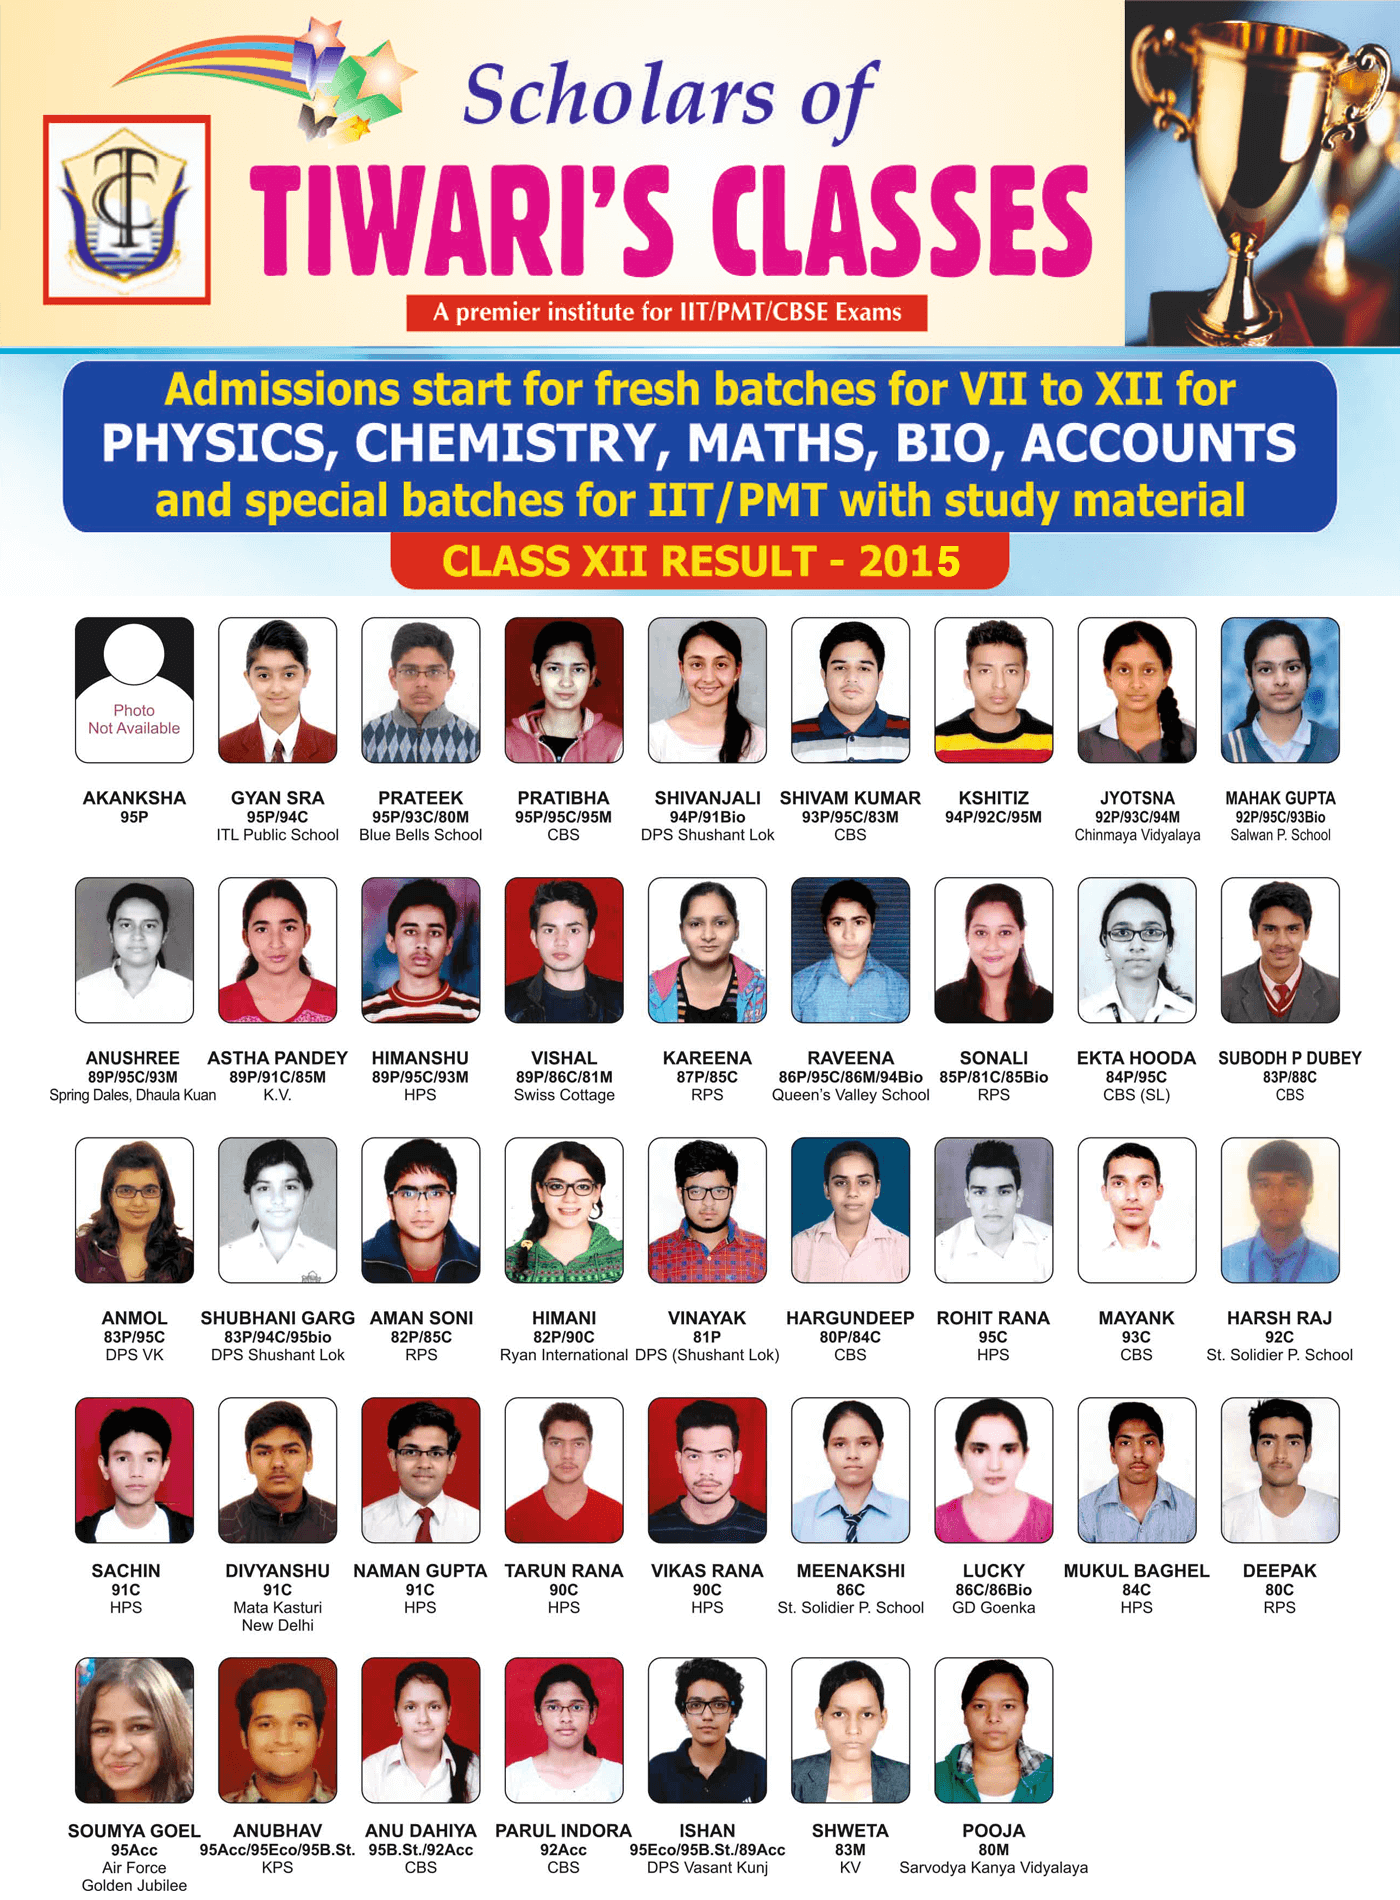 Scholars of
TIWARI'S CLASSES
A premier institute for IIT/PMT/CBSE Exams
Admissions start for fresh batches for VII to XII for
PHYSICS, CHEMISTRY, MATHS, BIO, ACCOUNTS
and special batches for IIT/PMT with study material
CLASS XII RESULT - 2015
Photo
Not Available
AKANKSHA
95P
GYAN SRA
95P/94C
ITL Public School
PRATEEK
95P/93C/80M
Blue Bells School
PRATIBHA
95P/95C/95M
CBS
SHIVANJALI
94P/91Bio
DPS Shushant Lok
SHIVAM KUMAR
93P/95C/83M
CBS
KSHITIZ
94P/92C/95M
JYOTSNA
92P/93C/94M
Chinmaya Vidyalaya
MAHAK GUPTA
92P/95C/93Bio
Salwan P. School
ANUSHREE
89P/95C/93M
Spring Dales, Dhaula Kuan
ASTHA PANDEY
89P/91C/85M
K.V.
HIMANSHU
89P/95C/93M
HPS
VISHAL
89P/86C/81M
Swiss Cottage
KAREENA
87P/85C
RPS
RAVEENA
86P/95C/86M/94Bio
Queen's Valley School
SONALI
85P/81C/85Bio
RPS
EKTA HOODA
84P/95C
CBS (SL)
SUBODH P DUBEY
83P/88C
CBS
ANMOL
83P/95C
DPS VK
SHUBHANI GARG
83P/94C/95bio
DPS Shushant Lok
AMAN SONI
82P/85C
RPS
HIMANI
82P/90C
Ryan International
VINAYAK
81P
DPS (Shushant Lok)
HARGUNDEEP
80P/84C
CBS
ROHIT RANA
95C
HPS
MAYANK
93C
CBS
HARSH RAJ
92C
St. Solidier P. School
SACHIN
91C
HPS
DIVYANSHU
91C
Mata Kasturi
New Delhi
NAMAN GUPTA
91C
HPS
TARUN RANA
90C
HPS
VIKAS RANA
90C
HPS
MEENAKSHI
86C
St. Solidier P. School
LUCKY
86C/86Bio
GD Goenka
MUKUL BAGHEL
84C
HPS
DEEPAK
80C
RPS
SOUMYA GOEL
95Acc
Air Force
Golden Jubilee
ANUBHAV
95Acc/95Eco/95B.St.
KPS
ANU DAHIYA
95B.St./92Acc
CBS
PARUL INDORA
92Acc
CBS
ISHAN
95Eco/95B.St./89Acc
DPS Vasant Kunj
SHWETA
83M
KV
POOJA
80M
Sarvodya Kanya Vidyalaya